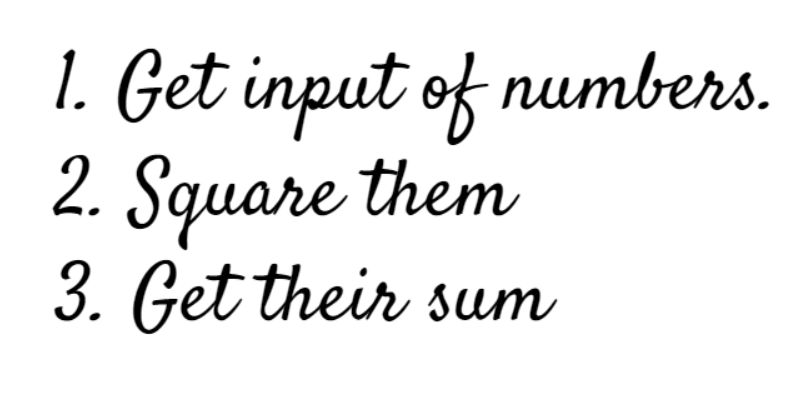 1. Get input of numbers.
2. Square them
3. Get their sum